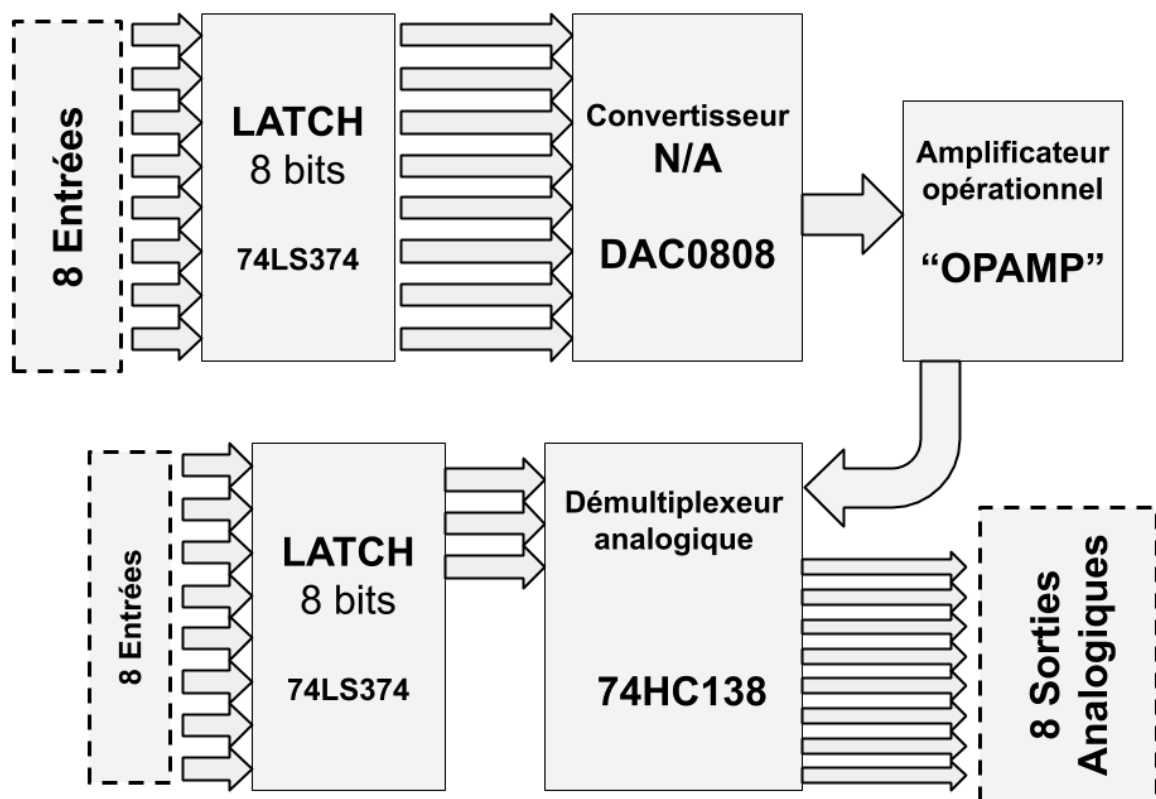 8 Entrées
LATCH
8 bits
74LS374
Convertisseur
N/A
DAC0808
Amplificateur
opérationnel
“OPAMP”
8 Entrées
LATCH
8 bits
74LS374
Démultiplexeur
analogique
74HC138
8 Sorties
Analogiques